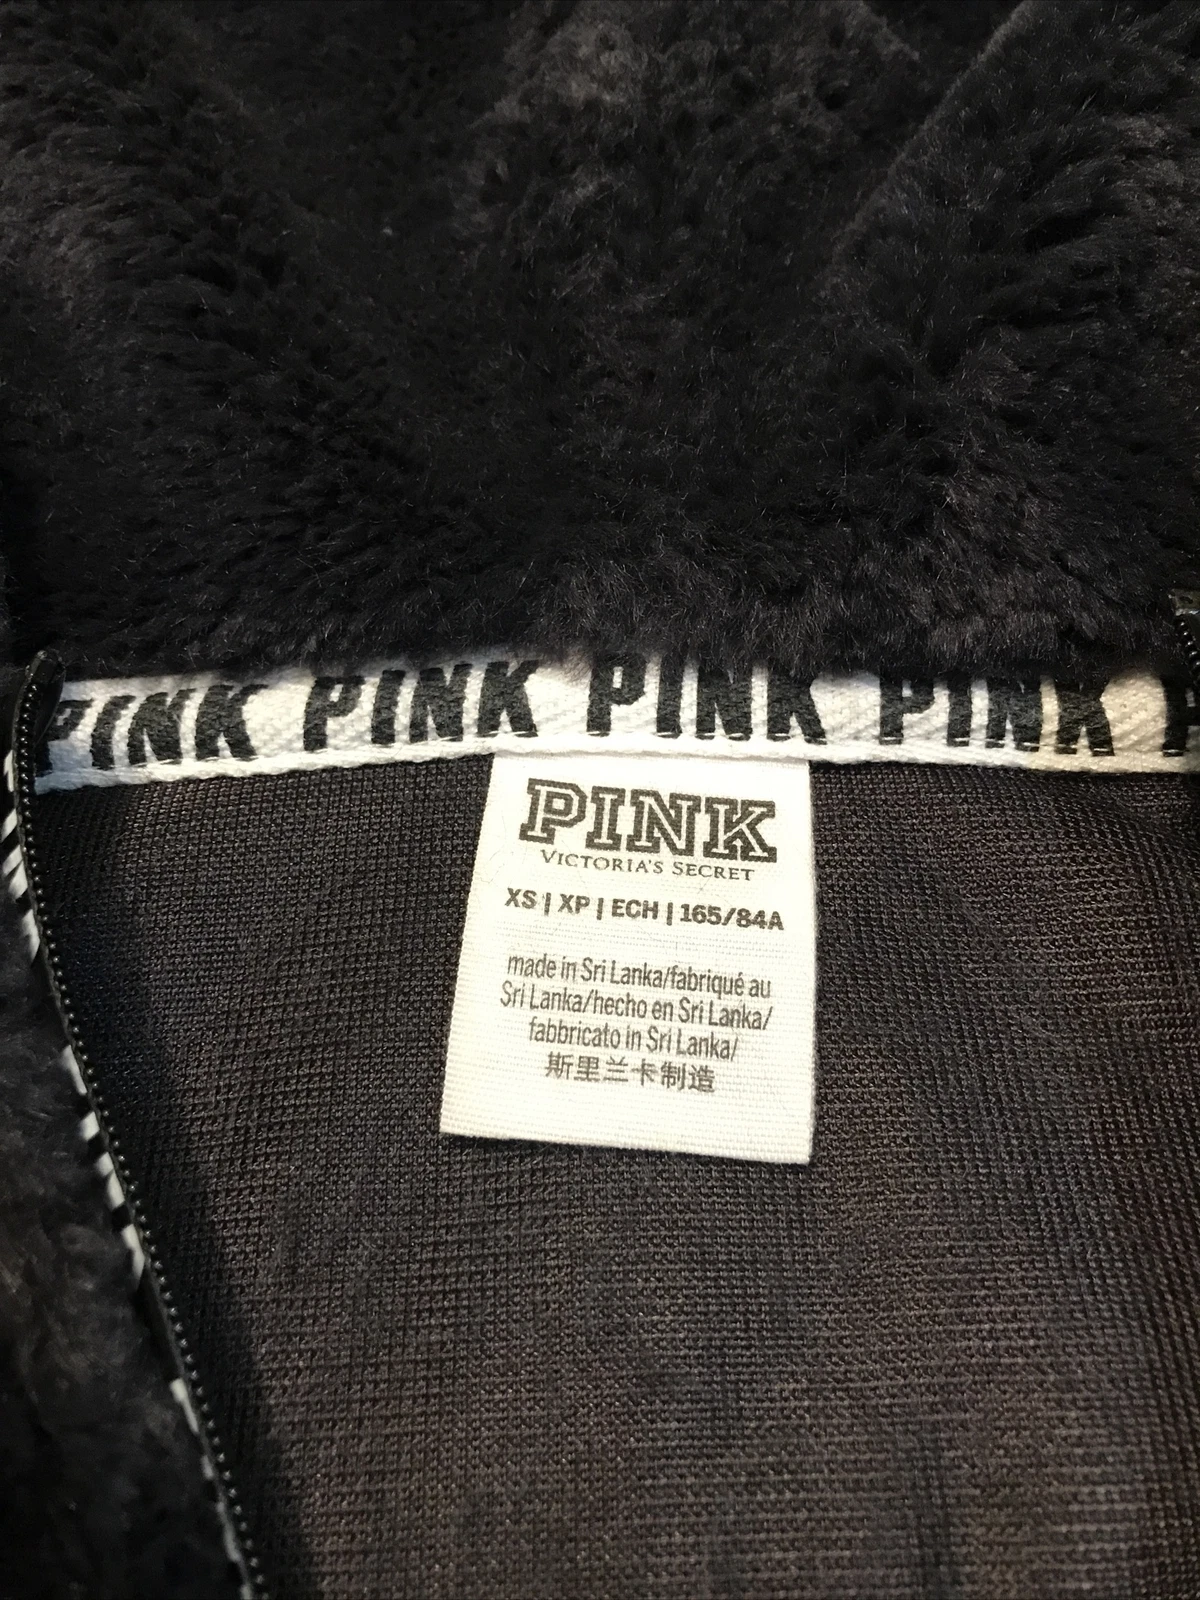 PINK PINK PINK PINK P
PINK
VICTORIA'S SECRET
XS | XP | ECH | 165/84A
made in Sri Lanka/fabriqué au
Sri Lanka/hecho en Sri Lanka/
fabbricato in Sri Lanka/
斯里兰卡制造